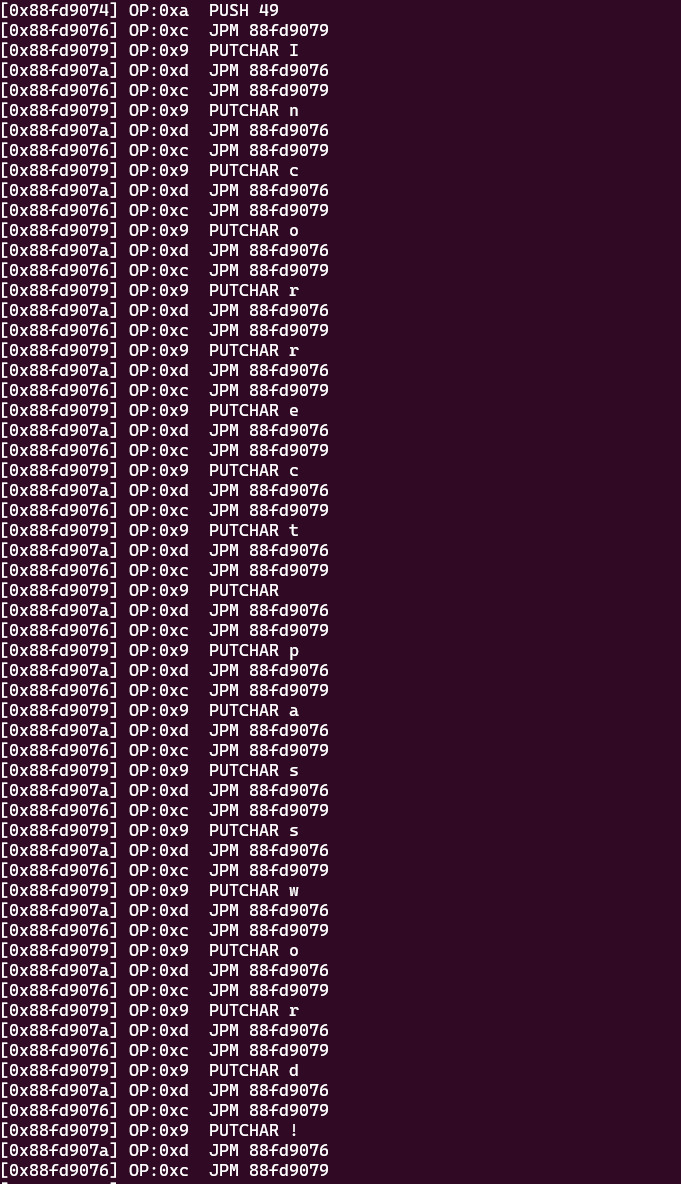 [0x88fd9074] OP:0xa  PUSH 49
[0x88fd9076] OP:0xc  JPM 88fd9079
[0x88fd9079] OP:0x9  PUTCHAR I
[0x88fd907a] OP:0xd  JPM 88fd9076
[0x88fd9076] OP:0xc  JPM 88fd9079
[0x88fd9079] OP:0x9  PUTCHAR n
[0x88fd907a] OP:0xd  JPM 88fd9076
[0x88fd9076] OP:0xc  JPM 88fd9079
[0x88fd9079] OP:0x9  PUTCHAR c
[0x88fd907a] OP:0xd  JPM 88fd9076
[0x88fd9076] OP:0xc  JPM 88fd9079
[0x88fd9079] OP:0x9  PUTCHAR o
[0x88fd907a] OP:0xd  JPM 88fd9076
[0x88fd9076] OP:0xc  JPM 88fd9079
[0x88fd9079] OP:0x9  PUTCHAR r
[0x88fd907a] OP:0xd  JPM 88fd9076
[0x88fd9076] OP:0xc  JPM 88fd9079
[0x88fd9079] OP:0x9  PUTCHAR r
[0x88fd907a] OP:0xd  JPM 88fd9076
[0x88fd9076] OP:0xc  JPM 88fd9079
[0x88fd9079] OP:0x9  PUTCHAR e
[0x88fd907a] OP:0xd  JPM 88fd9076
[0x88fd9076] OP:0xc  JPM 88fd9079
[0x88fd9079] OP:0x9  PUTCHAR c
[0x88fd907a] OP:0xd  JPM 88fd9076
[0x88fd9076] OP:0xc  JPM 88fd9079
[0x88fd9079] OP:0x9  PUTCHAR t
[0x88fd907a] OP:0xd  JPM 88fd9076
[0x88fd9076] OP:0xc  JPM 88fd9079
[0x88fd9079] OP:0x9  PUTCHAR
[0x88fd907a] OP:0xd  JPM 88fd9076
[0x88fd9076] OP:0xc  JPM 88fd9079
[0x88fd9079] OP:0x9  PUTCHAR p
[0x88fd907a] OP:0xd  JPM 88fd9076
[0x88fd9076] OP:0xc  JPM 88fd9079
[0x88fd9079] OP:0x9  PUTCHAR a
[0x88fd907a] OP:0xd  JPM 88fd9076
[0x88fd9076] OP:0xc  JPM 88fd9079
[0x88fd9079] OP:0x9  PUTCHAR s
[0x88fd907a] OP:0xd  JPM 88fd9076
[0x88fd9076] OP:0xc  JPM 88fd9079
[0x88fd9079] OP:0x9  PUTCHAR s
[0x88fd907a] OP:0xd  JPM 88fd9076
[0x88fd9076] OP:0xc  JPM 88fd9079
[0x88fd9079] OP:0x9  PUTCHAR w
[0x88fd907a] OP:0xd  JPM 88fd9076
[0x88fd9076] OP:0xc  JPM 88fd9079
[0x88fd9079] OP:0x9  PUTCHAR o
[0x88fd907a] OP:0xd  JPM 88fd9076
[0x88fd9076] OP:0xc  JPM 88fd9079
[0x88fd9079] OP:0x9  PUTCHAR r
[0x88fd907a] OP:0xd  JPM 88fd9076
[0x88fd9076] OP:0xc  JPM 88fd9079
[0x88fd9079] OP:0x9  PUTCHAR d
[0x88fd907a] OP:0xd  JPM 88fd9076
[0x88fd9076] OP:0xc  JPM 88fd9079
[0x88fd9079] OP:0x9  PUTCHAR !
[0x88fd907a] OP:0xd  JPM 88fd9076
[0x88fd9076] OP:0xc  JPM 88fd9079